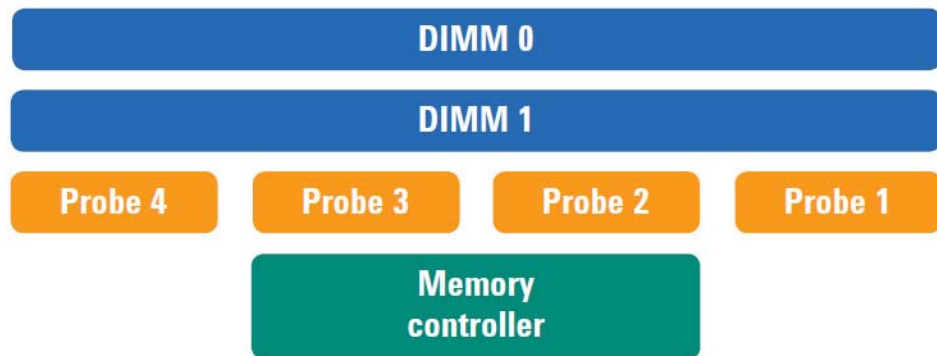 DIMM 0
DIMM 1
Probe 4 Probe 3 Probe 2 Probe 1
Memory
controller